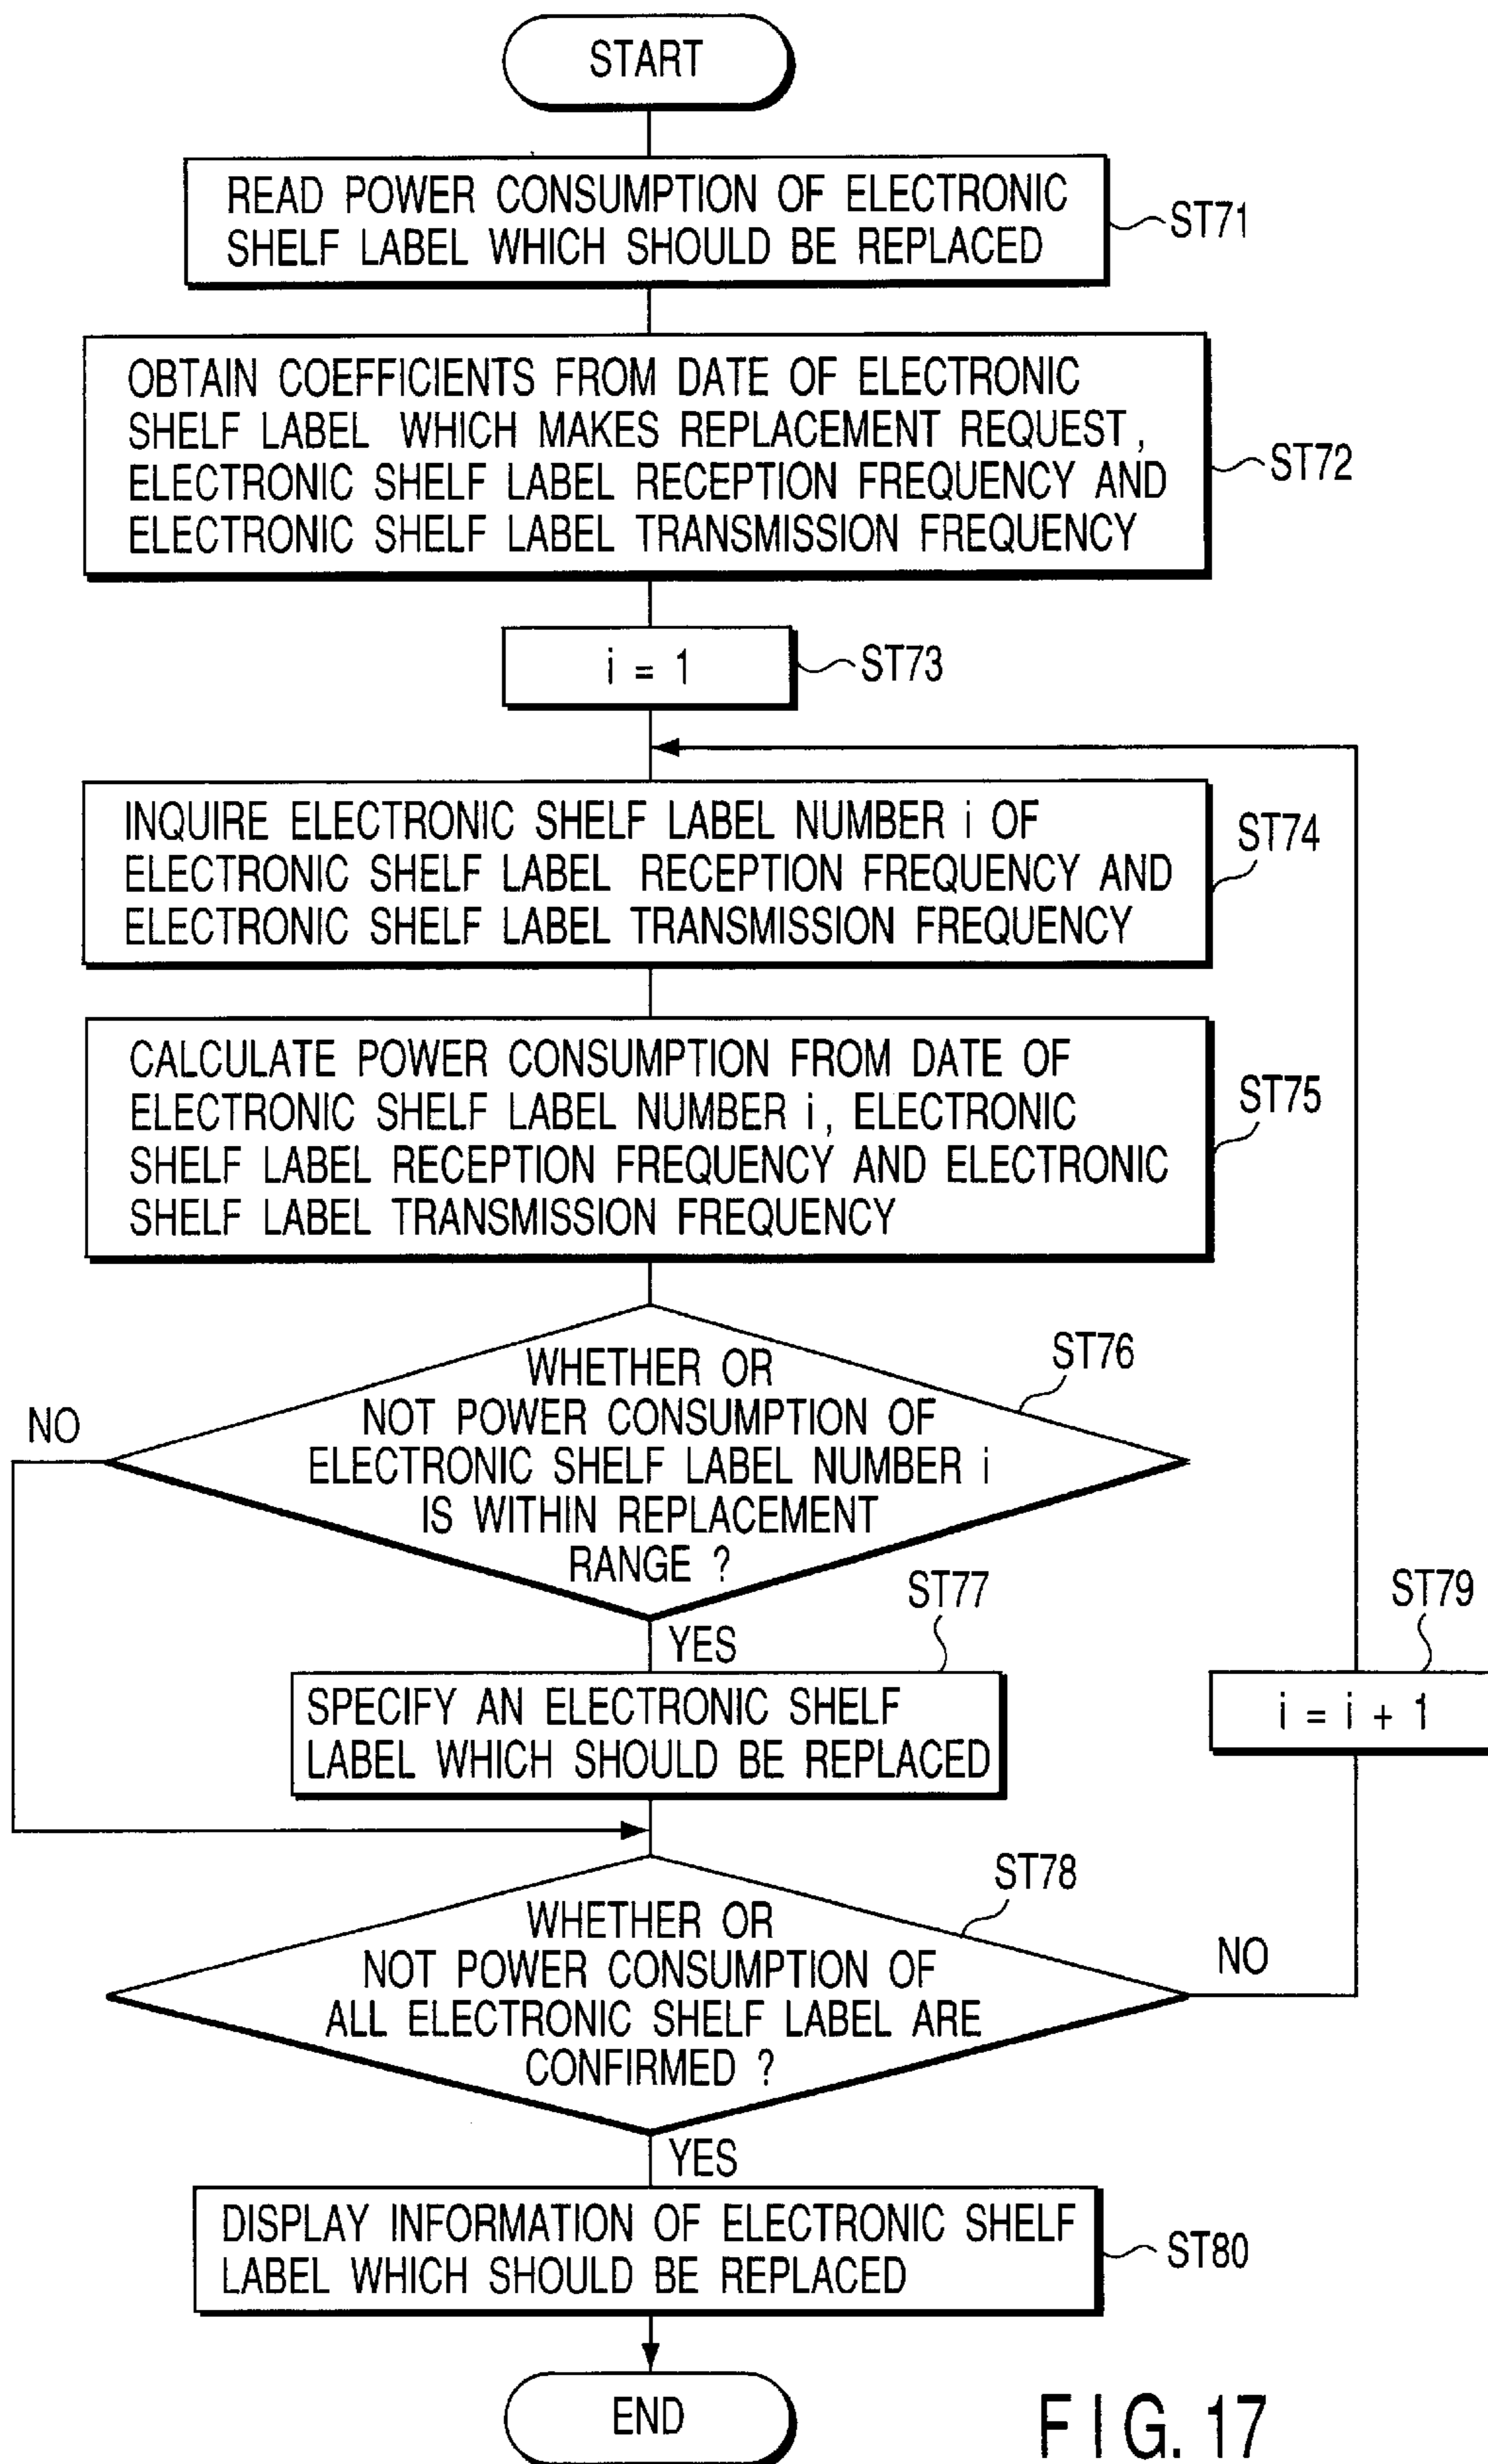 START
READ POWER CONSUMPTION OF ELECTRONIC
SHELF LABEL WHICH SHOULD BE REPLACED
ST71
OBTAIN COEFFICIENTS FROM DATE OF ELECTRONIC
SHELF LABEL WHICH MAKES REPLACEMENT REQUEST,
ELECTRONIC SHELF LABEL RECEPTION FREQUENCY AND
ELECTRONIC SHELF LABEL TRANSMISSION FREQUENCY
ST72
i = 1
ST73
INQUIRE ELECTRONIC SHELF LABEL NUMBER i OF
ELECTRONIC SHELF LABEL RECEPTION FREQUENCY AND
ELECTRONIC SHELF LABEL TRANSMISSION FREQUENCY
ST74
CALCULATE POWER CONSUMPTION FROM DATE OF
ELECTRONIC SHELF LABEL NUMBER i, ELECTRONIC
SHELF LABEL RECEPTION FREQUENCY AND ELECTRONIC
SHELF LABEL TRANSMISSION FREQUENCY
ST75
WHETHER OR
NOT POWER CONSUMPTION OF
ELECTRONIC SHELF LABEL NUMBER i
IS WITHIN REPLACEMENT
RANGE ?
ST76
NO
YES
SPECIFY AN ELECTRONIC SHELF
LABEL WHICH SHOULD BE REPLACED
ST77
ST79
i = i + 1
WHETHER OR
NOT POWER CONSUMPTION OF
ALL ELECTRONIC SHELF LABEL ARE
CONFIRMED ?
ST78
NO
YES
DISPLAY INFORMATION OF ELECTRONIC SHELF
LABEL WHICH SHOULD BE REPLACED
ST80
END
FIG. 17